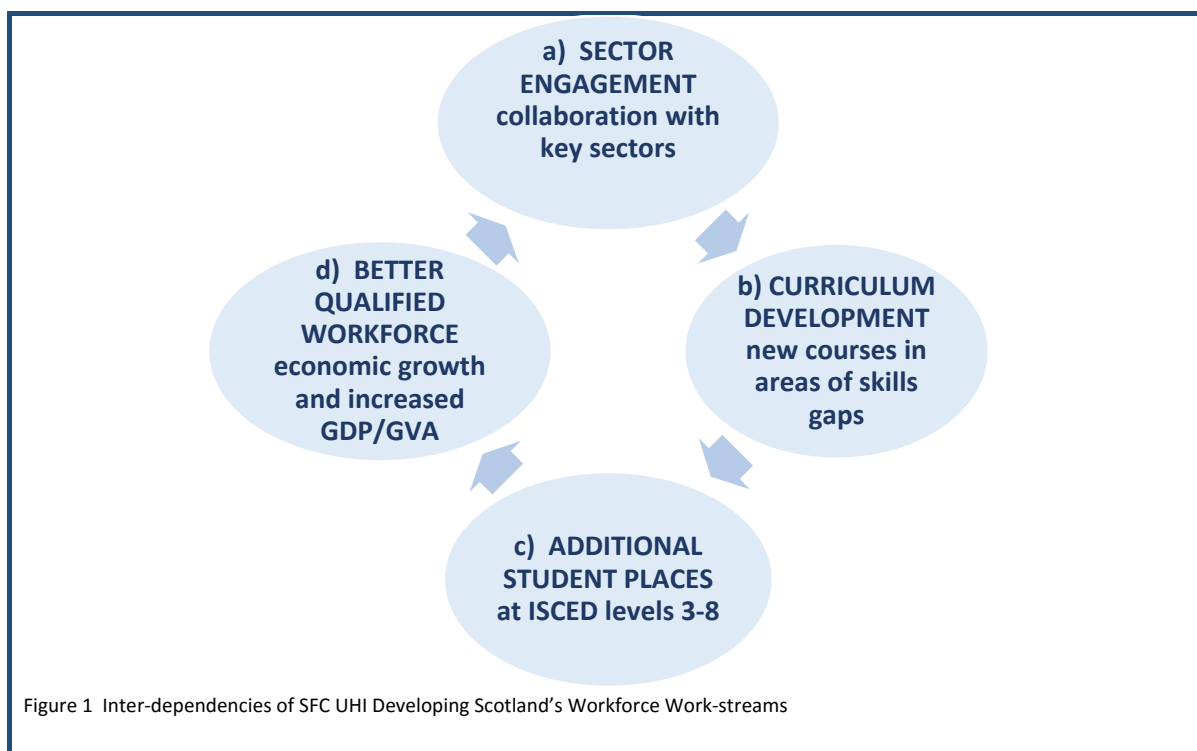 a)  SECTOR
ENGAGEMENT
collaboration with
key sectors
b) CURRICULUM
DEVELOPMENT
new courses in
areas of skills
gaps
c)  ADDITIONAL
STUDENT PLACES
at ISCED levels 3-8
d)  BETTER
QUALIFIED
WORKFORCE
economic growth
and increased
GDP/GVA
Figure 1  Inter-dependencies of SFC UHI Developing Scotland’s Workforce Work-streams